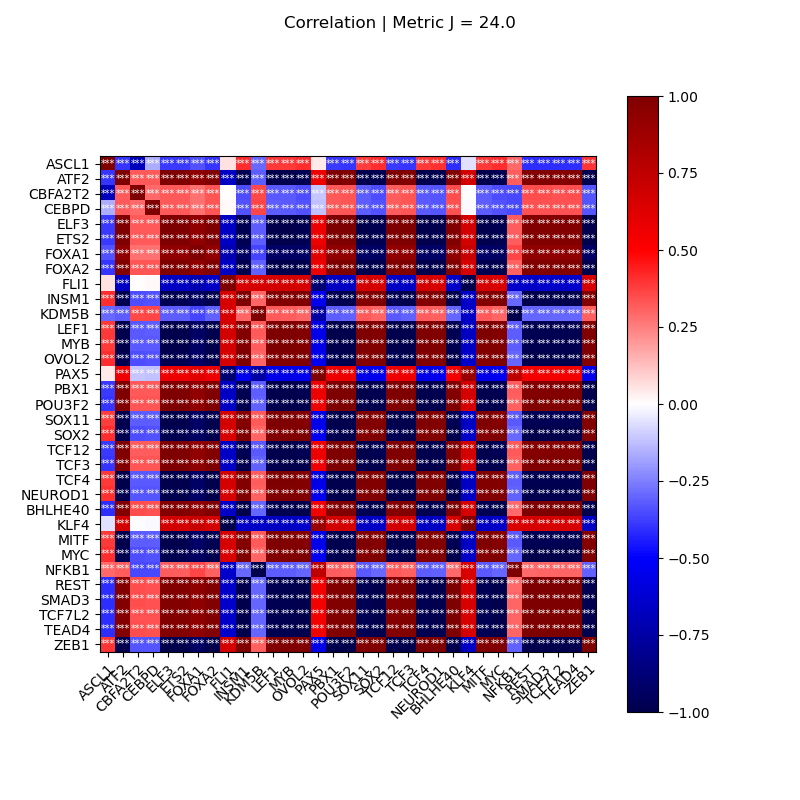 Correlation | Metric J = 24.0
ASCL1
ATF2
CBFA2T2
CEBPD
ELF3
ETS2
FOXA1
FOXA2
FLI1
INSM1
KDM5B
LEF1
MYB
OVOL2
PAX5
PBX1
POU3F2
SOX11
SOX2
TCF12
TCF3
TCF4
NEUROD1
BHLHE40
KLF4
MITF
MYC
NFKB1
REST
SMAD3
TCF7L2
TEAD4
ZEB1
ASCL1
ATF2
CBFA2T2
CEBPD
ELF3
ETS2
FOXA1
FOXA2
FLI1
INSM1
KDM5B
LEF1
MYB
OVOL2
PAX5
PBX1
POU3F2
SOX11
SOX2
TCF12
TCF3
TCF4
NEUROD1
BHLHE40
KLF4
MITF
MYC
NFKB1
REST
SMAD3
TCF7L2
TEAD4
ZEB1
1.00
0.75
0.50
0.25
0.00
−0.25
−0.50
−0.75
−1.00